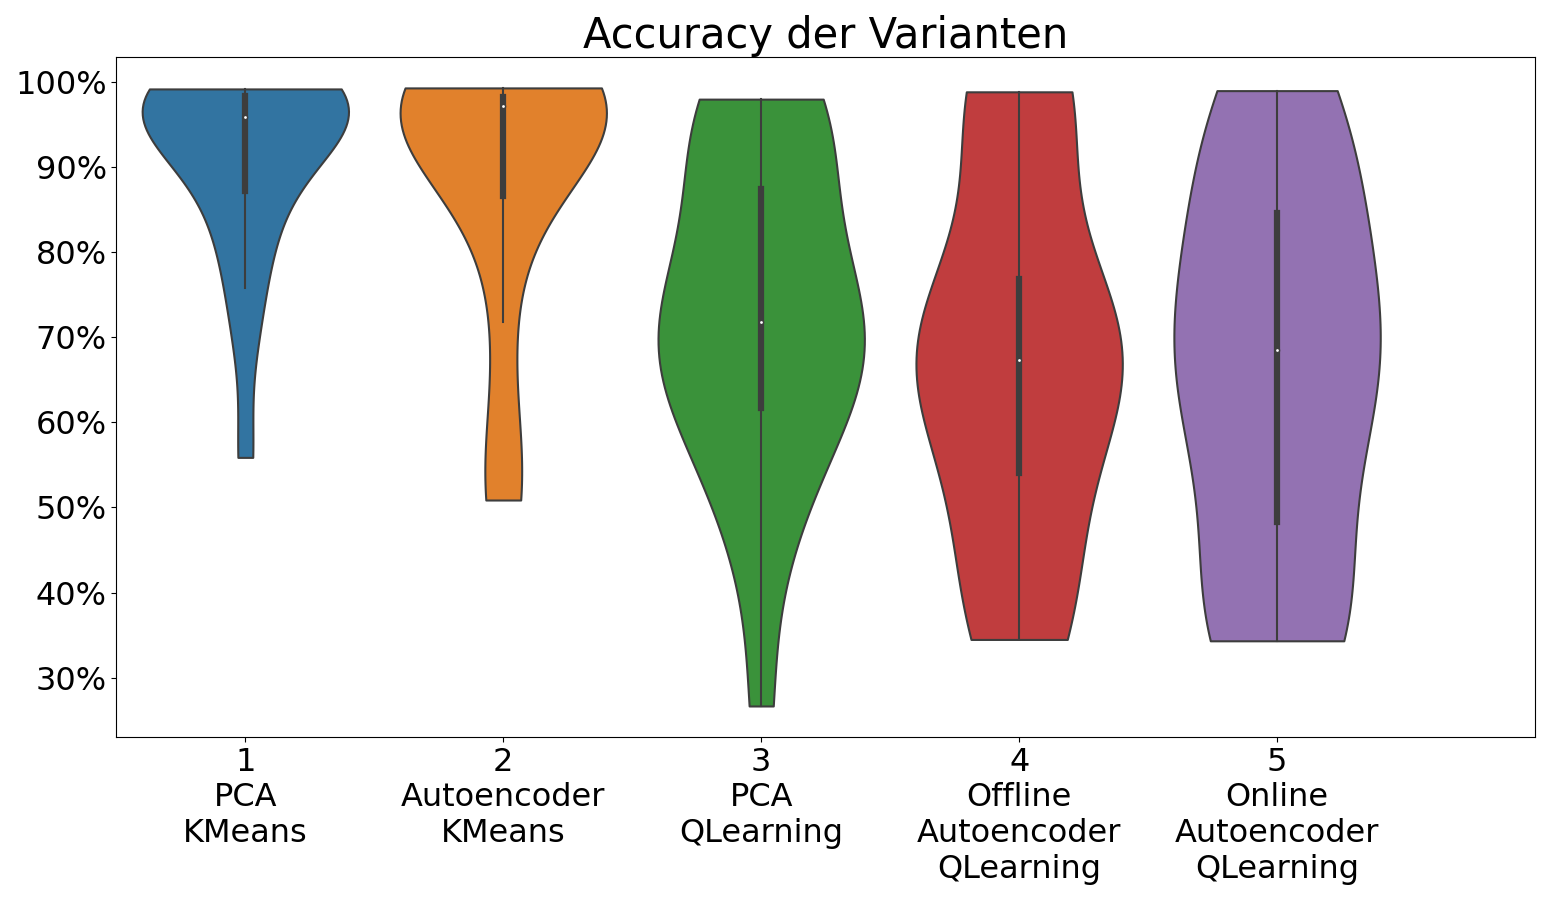 Accuracy der Varianten
100%
90%
80%
70%
60%
50%
40%
30%
1
PCA
KMeans
2
Autoencoder
KMeans
3
PCA
QLearning
4
Offline
Autoencoder
QLearning
5
Online
Autoencoder
QLearning